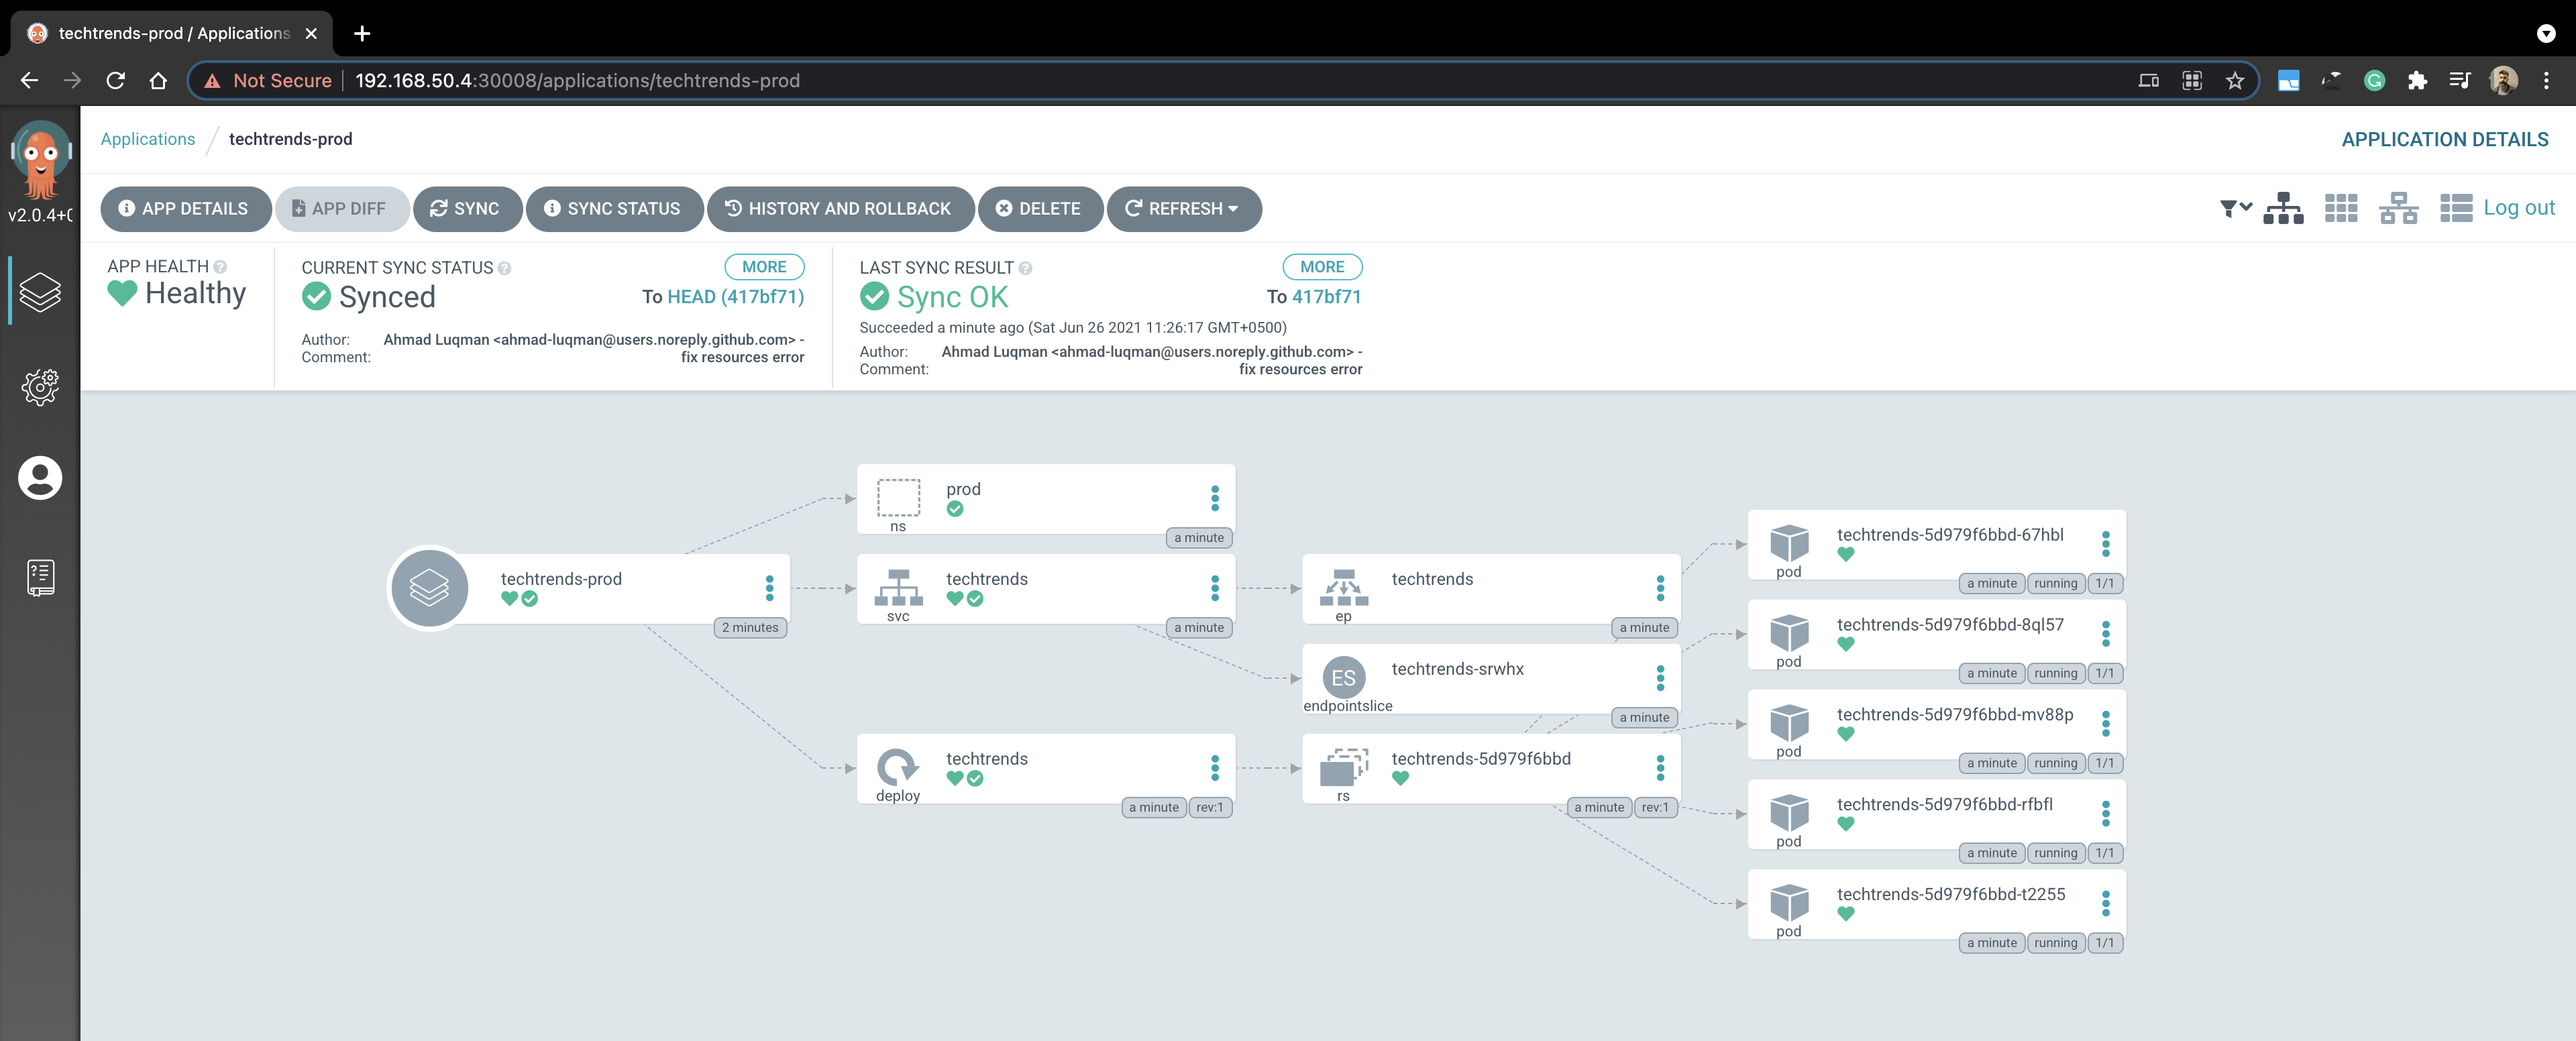 techtrends-prod / Applications
Not Secure
192.168.50.4:30008/applications/techtrends-prod
v2.0.4+
Applications / techtrends-prod
APPLICATION DETAILS
APP DETAILS
APP DIFF
SYNC
SYNC STATUS
HISTORY AND ROLLBACK
DELETE
REFRESH
Log out
APP HEALTH
Healthy
CURRENT SYNC STATUS
MORE
Synced
To HEAD (417bf71)
Author: Ahmad Luqman <ahmad-luqman@users.noreply.github.com> -
Comment: fix resources error
LAST SYNC RESULT
MORE
Sync OK
To 417bf71
Succeeded a minute ago (Sat Jun 26 2021 11:26:17 GMT+0500)
Author: Ahmad Luqman <ahmad-luqman@users.noreply.github.com> -
Comment: fix resources error
techtrends-prod
2 minutes
prod
ns
a minute
techtrends
svc
a minute
techtrends
deploy
a minute rev:1
techtrends
ep
a minute
ES
techtrends-srwhx
endpointslice
a minute
techtrends-5d979f6bbd
rs
a minute rev:1
techtrends-5d979f6bbd-67hbl
pod
a minute running 1/1
techtrends-5d979f6bbd-8ql57
pod
a minute running 1/1
techtrends-5d979f6bbd-mv88p
pod
a minute running 1/1
techtrends-5d979f6bbd-rfbfl
pod
a minute running 1/1
techtrends-5d979f6bbd-t2255
pod
a minute running 1/1